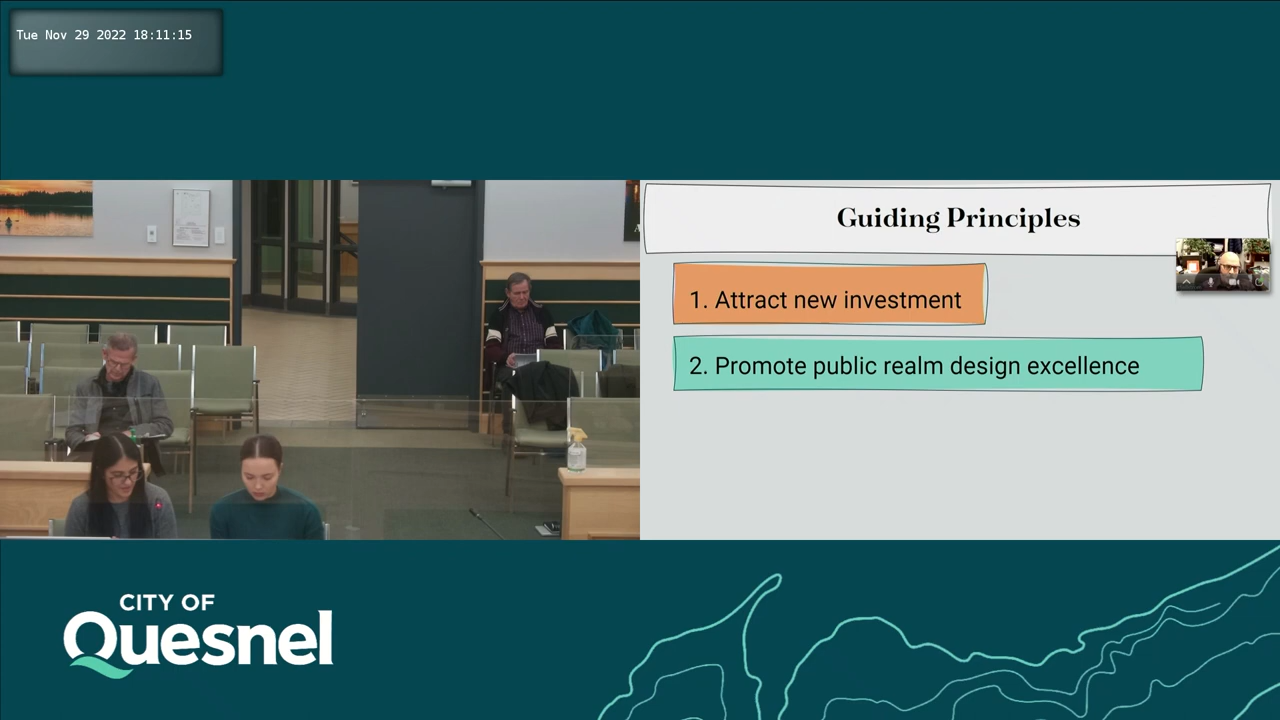 Tue Nov 29 2022 18:11:15
Guiding Principles
1. Attract new investment
2. Promote public realm design excellence
CITY OF
Quesnel